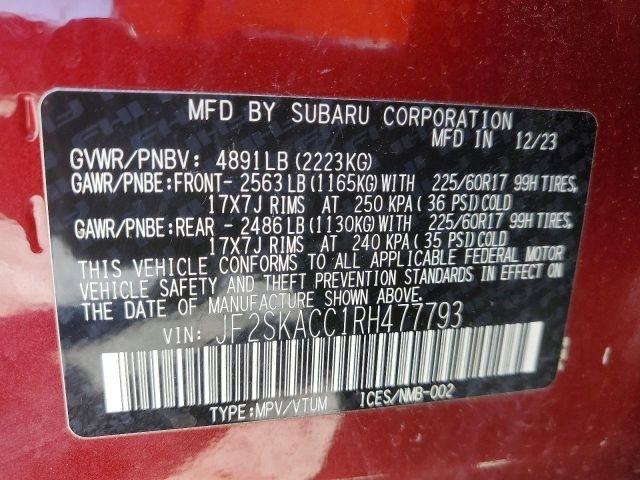 MFD BY SUBARU CORPORATION
MFD IN 12/23
GVWR/PNBV: 4891LB (2223KG)
GAWR/PNBE:FRONT- 2563LB (1165KG)WITH 225/60R17 99H TIRES,
17X7J RIMS AT 250 KPA (36 PSI)COLD
GAWR/PNBE:REAR - 2486LB (1130KG)WITH 225/60R17 99H TIRES,
17X7J RIMS AT 240 KPA (35 PSI)COLD
THIS VEHICLE CONFORMS TO ALL APPLICABLE FEDERAL MOTOR
VEHICLE SAFETY AND THEFT PREVENTION STANDARDS IN EFFECT ON
THE DATE OF MANUFACTURE SHOWN ABOVE.
VIN: JF2SKACC1RH477793
TYPE:MPV/VTUM ICES/NMB-002